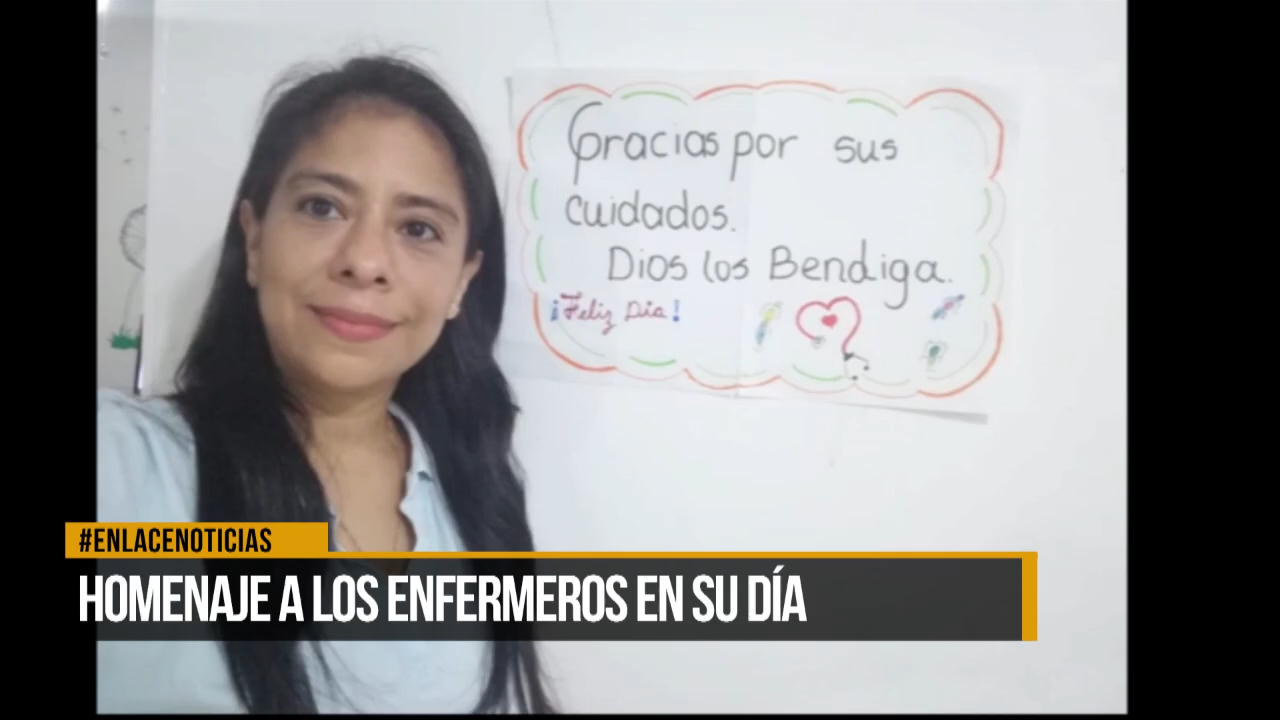 Gracias por sus
cuidados.
Dios los Bendiga.
¡Feliz Día!
#ENLACENOTICIAS
HOMENAJE A LOS ENFERMEROS EN SU DÍA